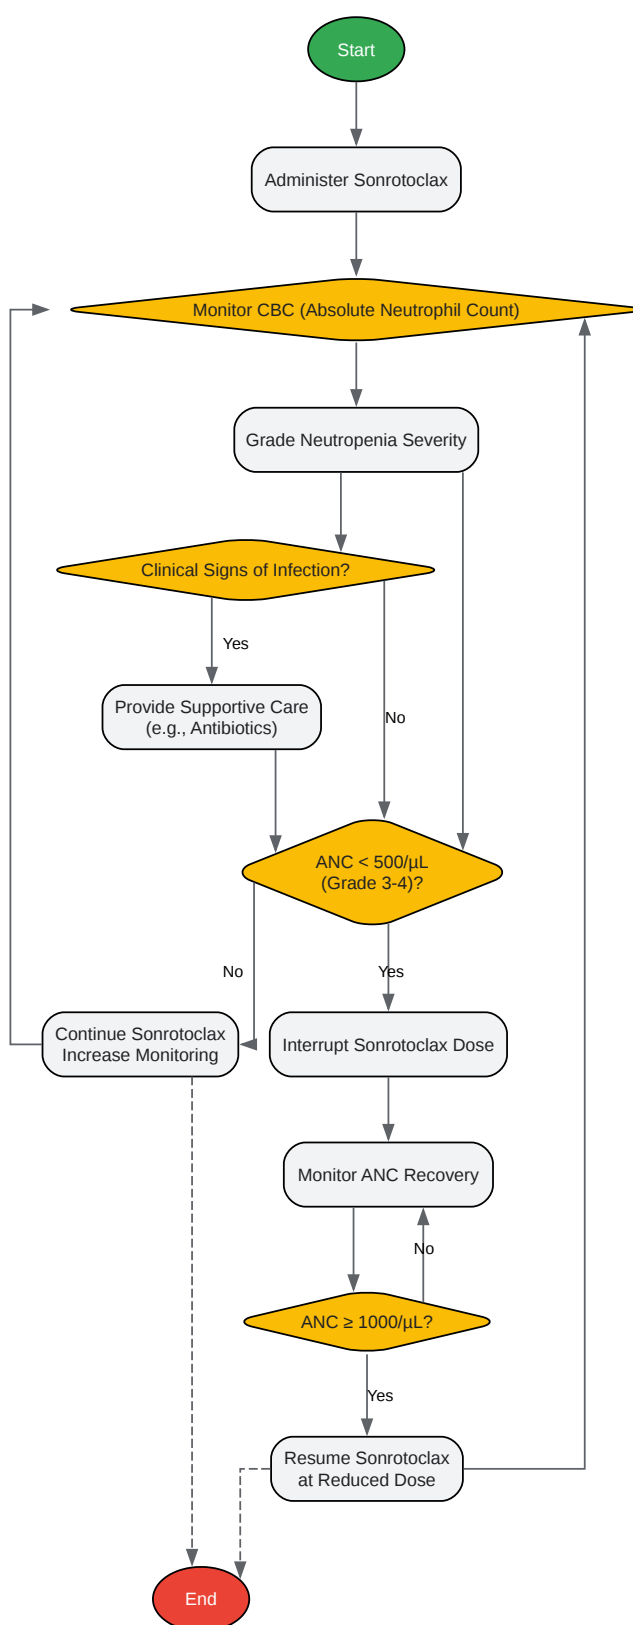 Start
Administer Sonrotoclax
Monitor CBC (Absolute Neutrophil Count)
Grade Neutropenia Severity
Clinical Signs of Infection?
Yes
Provide Supportive Care
(e.g., Antibiotics)
No
ANC < 500/µL
(Grade 3-4)?
No
Yes
Continue Sonrotoclax
Increase Monitoring
Interrupt Sonrotoclax Dose
Monitor ANC Recovery
No
ANC ≥ 1000/µL?
Yes
Resume Sonrotoclax
at Reduced Dose
End